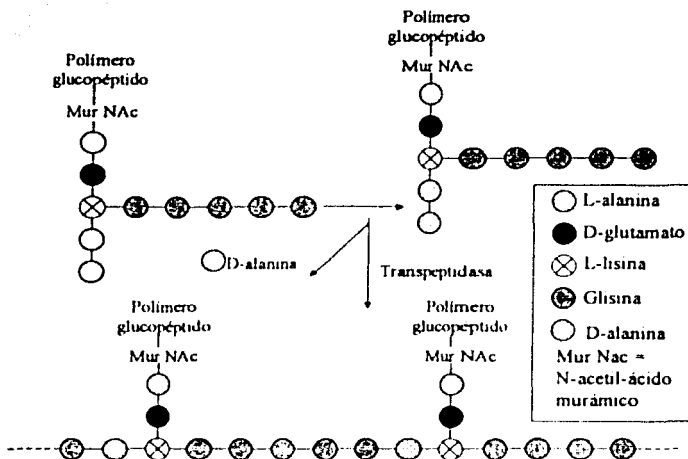 Polímero
glucopéptido
Mur NAc
Polímero
glucopéptido
Mur NAc
D-alanina
Transpeptidasa
L-alanina
D-glutamato
L-lisina
Glisina
D-alanina
Mur Nac =
N-acetil-ácido
murámico
Polímero
glucopéptido
Mur NAc
Polímero
glucopéptido
Mur NAc